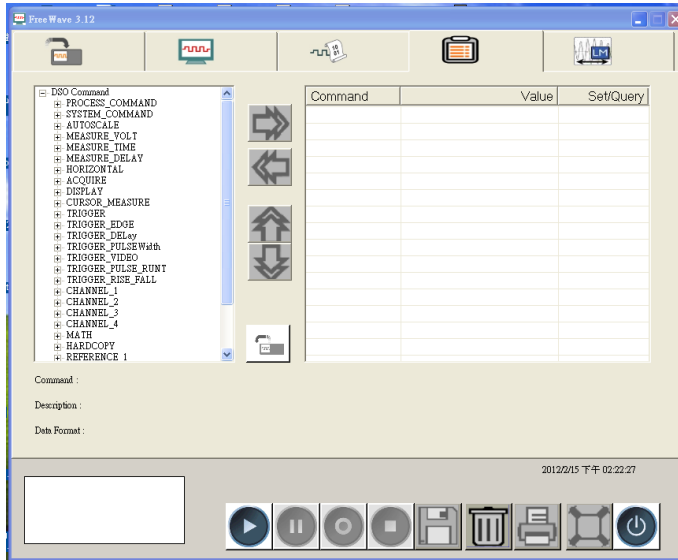 FreeWave 3.12
LM
DSO Command
PROCESS_COMMAND
SYSTEM_COMMAND
AUTOSCALE
MEASURE_VOLT
MEASURE_TIME
MEASURE_DELAY
HORIZONTAL
ACQUIRE
DISPLAY
CURSOR_MEASURE
TRIGGER
TRIGGER_EDGE
TRIGGER_DELay
TRIGGER_PULSEWidth
TRIGGER_VIDEO
TRIGGER_PULSE_RUNT
TRIGGER_RISE_FALL
CHANNEL_1
CHANNEL_2
CHANNEL_3
CHANNEL_4
MATH
HARDCOPY
REFERENCE_1
Command Value Set/Query
Command :
Description :
Data Format :
2012/2/15 下午 02:22:27